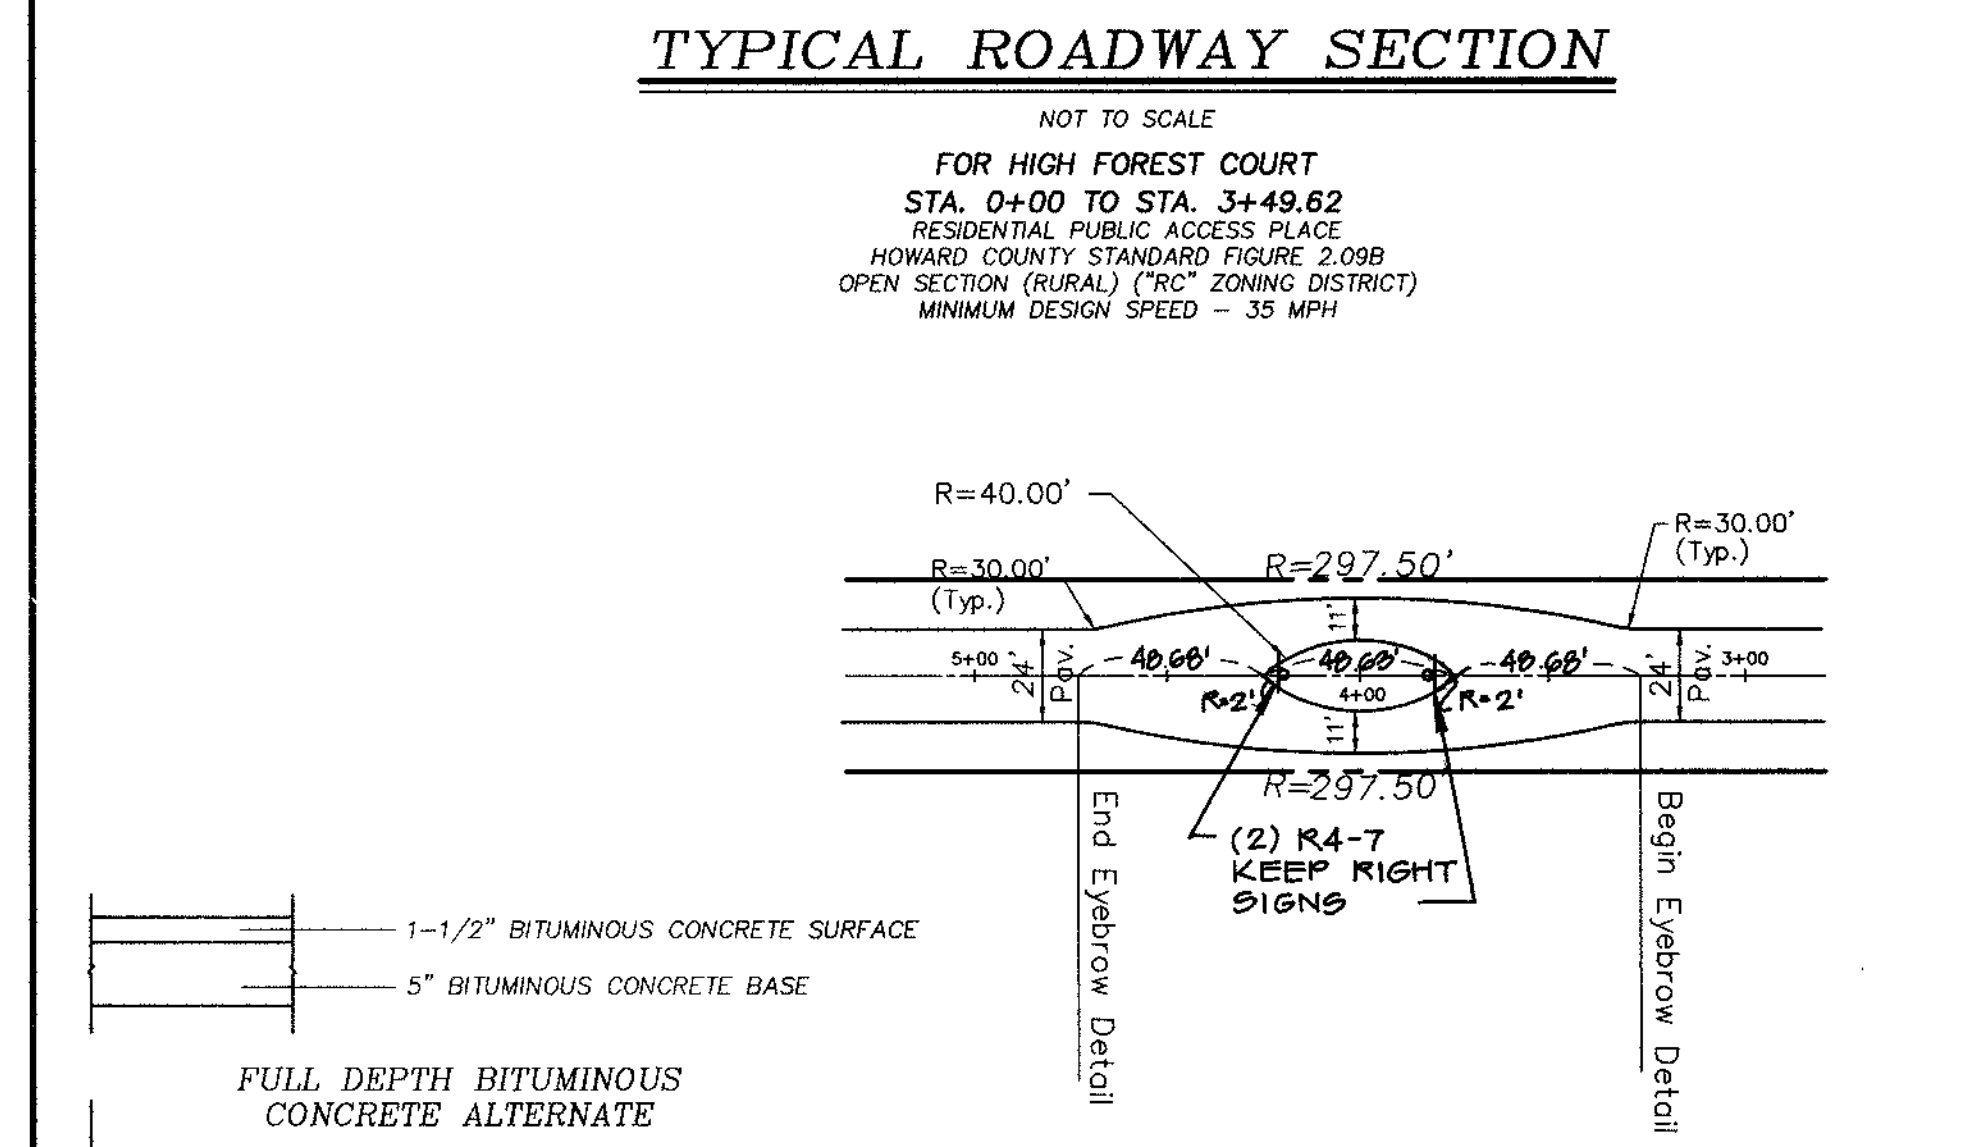 TYPICAL ROADWAY SECTION
NOT TO SCALE
FOR HIGH FOREST COURT
STA. 0+00 TO STA. 3+49.62
RESIDENTIAL PUBLIC ACCESS PLACE
HOWARD COUNTY STANDARD FIGURE 2.09B
OPEN SECTION (RURAL) ("RC" ZONING DISTRICT)
MINIMUM DESIGN SPEED – 35 MPH
R=40.00'
R=30.00'
(Typ.)
R=297.50'
R=30.00'
(Typ.)
11'
5+00
24'
Pav.
48.68'
48.63'
48.68'
24'
Pav.
3+00
R=2'
4+00
R=2'
11'
R=297.50'
(2) R4-7
KEEP RIGHT
SIGNS
End Eyebrow Detail
Begin Eyebrow Detail
1-1/2" BITUMINOUS CONCRETE SURFACE
5" BITUMINOUS CONCRETE BASE
FULL DEPTH BITUMINOUS
CONCRETE ALTERNATE